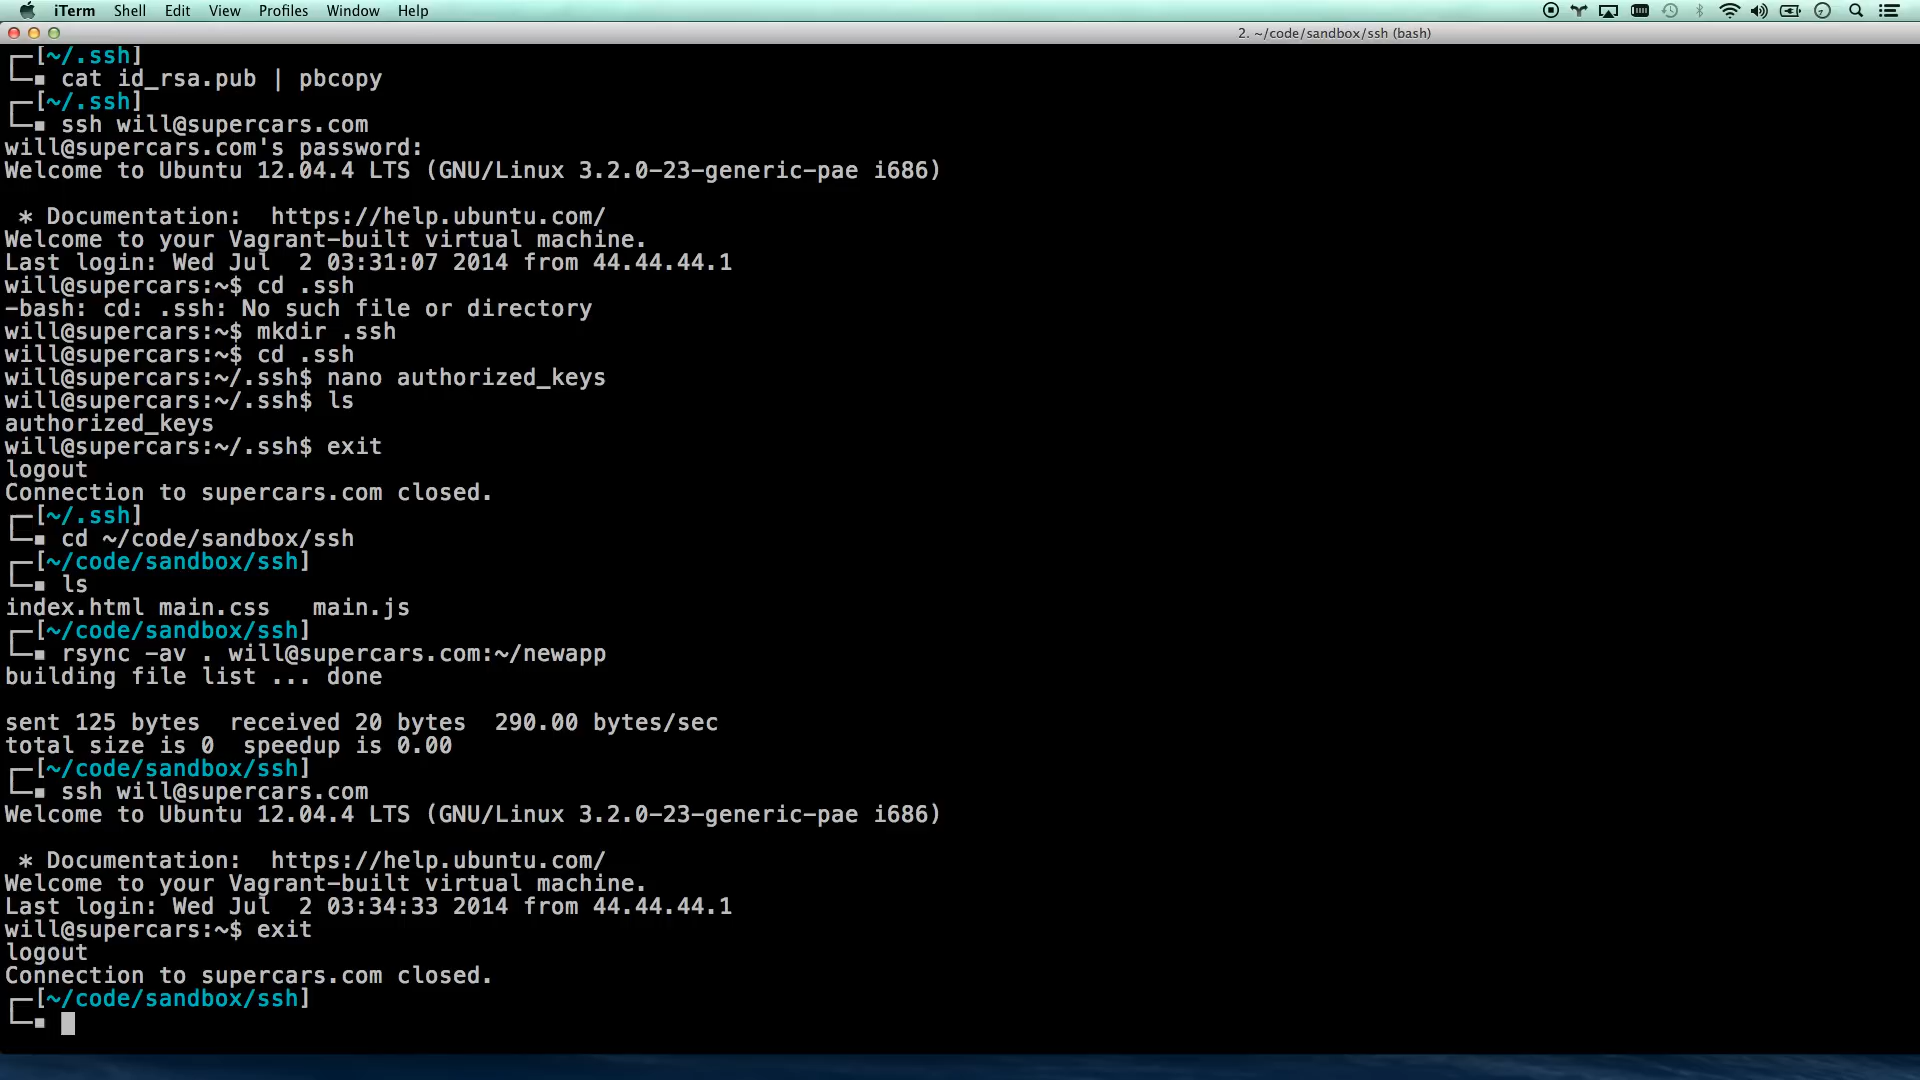 iTerm Shell Edit View Profiles Window Help
2. ~/code/sandbox/ssh (bash)
[~/.ssh]
cat id_rsa.pub | pbcopy
[~/.ssh]
ssh will@supercars.com
will@supercars.com's password:
Welcome to Ubuntu 12.04.4 LTS (GNU/Linux 3.2.0-23-generic-pae i686)
* Documentation:  https://help.ubuntu.com/
Welcome to your Vagrant-built virtual machine.
Last login: Wed Jul  2 03:31:07 2014 from 44.44.44.1
will@supercars:~$ cd .ssh
-bash: cd: .ssh: No such file or directory
will@supercars:~$ mkdir .ssh
will@supercars:~$ cd .ssh
will@supercars:~/.ssh$ nano authorized_keys
will@supercars:~/.ssh$ ls
authorized_keys
will@supercars:~/.ssh$ exit
logout
Connection to supercars.com closed.
[~/.ssh]
cd ~/code/sandbox/ssh
[~/code/sandbox/ssh]
ls
index.html main.css   main.js
[~/code/sandbox/ssh]
rsync -av . will@supercars.com:~/newapp
building file list ... done
sent 125 bytes  received 20 bytes  290.00 bytes/sec
total size is 0  speedup is 0.00
[~/code/sandbox/ssh]
ssh will@supercars.com
Welcome to Ubuntu 12.04.4 LTS (GNU/Linux 3.2.0-23-generic-pae i686)
* Documentation:  https://help.ubuntu.com/
Welcome to your Vagrant-built virtual machine.
Last login: Wed Jul  2 03:34:33 2014 from 44.44.44.1
will@supercars:~$ exit
logout
Connection to supercars.com closed.
[~/code/sandbox/ssh]